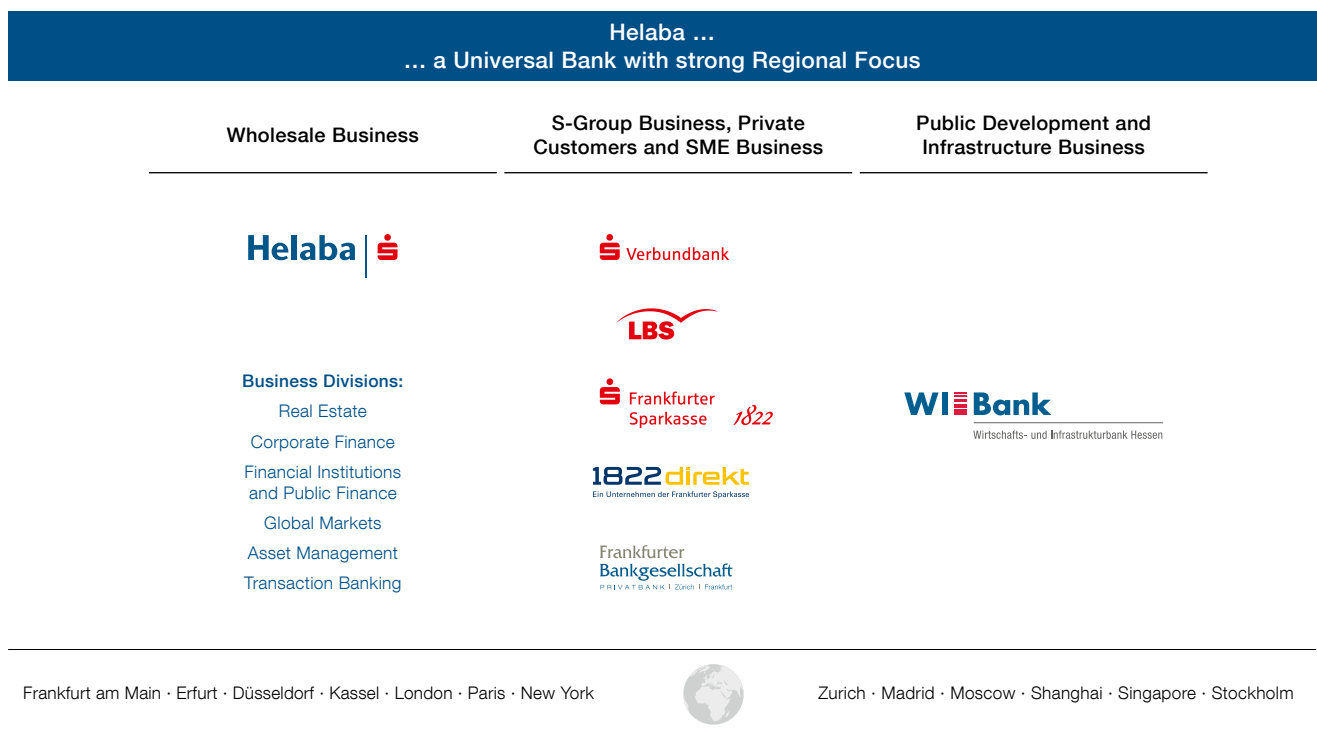 Helaba ...
... a Universal Bank with strong Regional Focus
Wholesale Business
S-Group Business, Private
Customers and SME Business
Public Development and
Infrastructure Business
Helaba
Verbundbank
LBS
Business Divisions:
Real Estate
Corporate Finance
Financial Institutions
and Public Finance
Global Markets
Asset Management
Transaction Banking
Frankfurter
Sparkasse 1822
1822direkt
Ein Unternehmen der Frankfurter Sparkasse
Frankfurter
Bankgesellschaft
PRIVATBANK | Zürich | Frankfurt
WIBank
Wirtschafts- und Infrastrukturbank Hessen
Frankfurt am Main · Erfurt · Düsseldorf · Kassel · London · Paris · New York
Zurich · Madrid · Moscow · Shanghai · Singapore · Stockholm